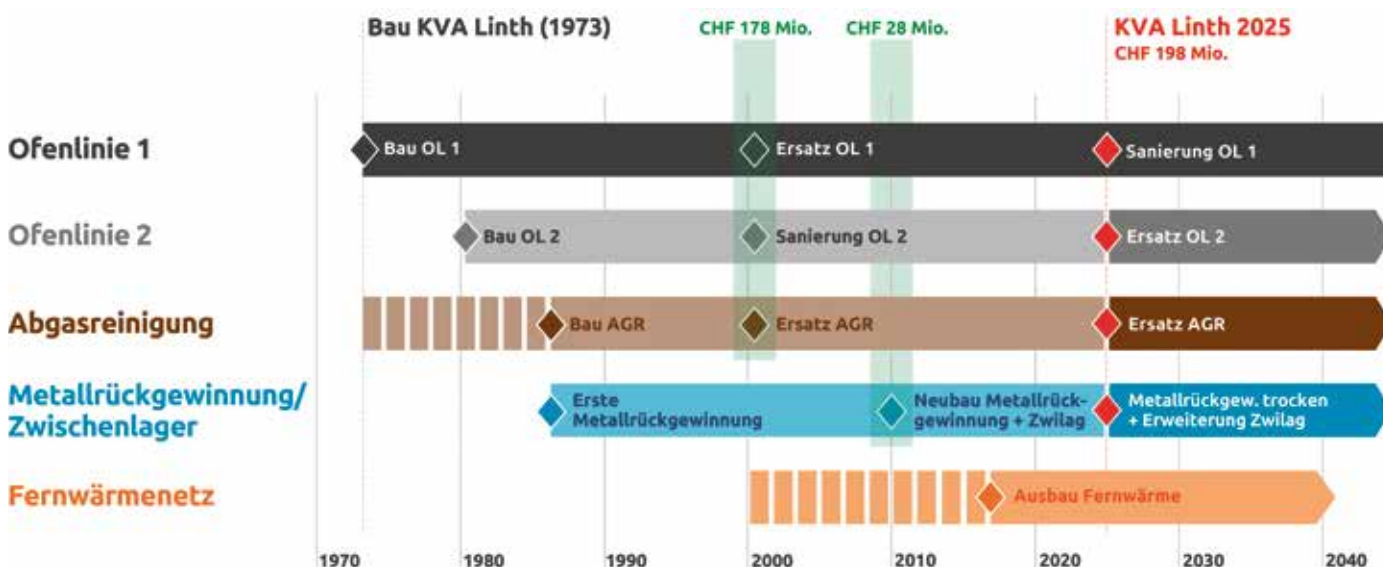 Bau KVA Linth (1973)
CHF 178 Mio.
CHF 28 Mio.
KVA Linth 2025
CHF 198 Mio.
Ofenlinie 1
Bau OL 1
Ersatz OL 1
Sanierung OL 1
Ofenlinie 2
Bau OL 2
Sanierung OL 2
Ersatz OL 2
Abgasreinigung
Bau AGR
Ersatz AGR
Ersatz AGR
Metallrückgewinnung/
Zwischenlager
Erste
Metallrückgewinnung
Neubau Metallrück-
gewinnung + Zwilag
Metallrückgew. trocken
+ Erweiterung Zwilag
Fernwärmenetz
Ausbau Fernwärme
1970
1980
1990
2000
2010
2020
2030
2040